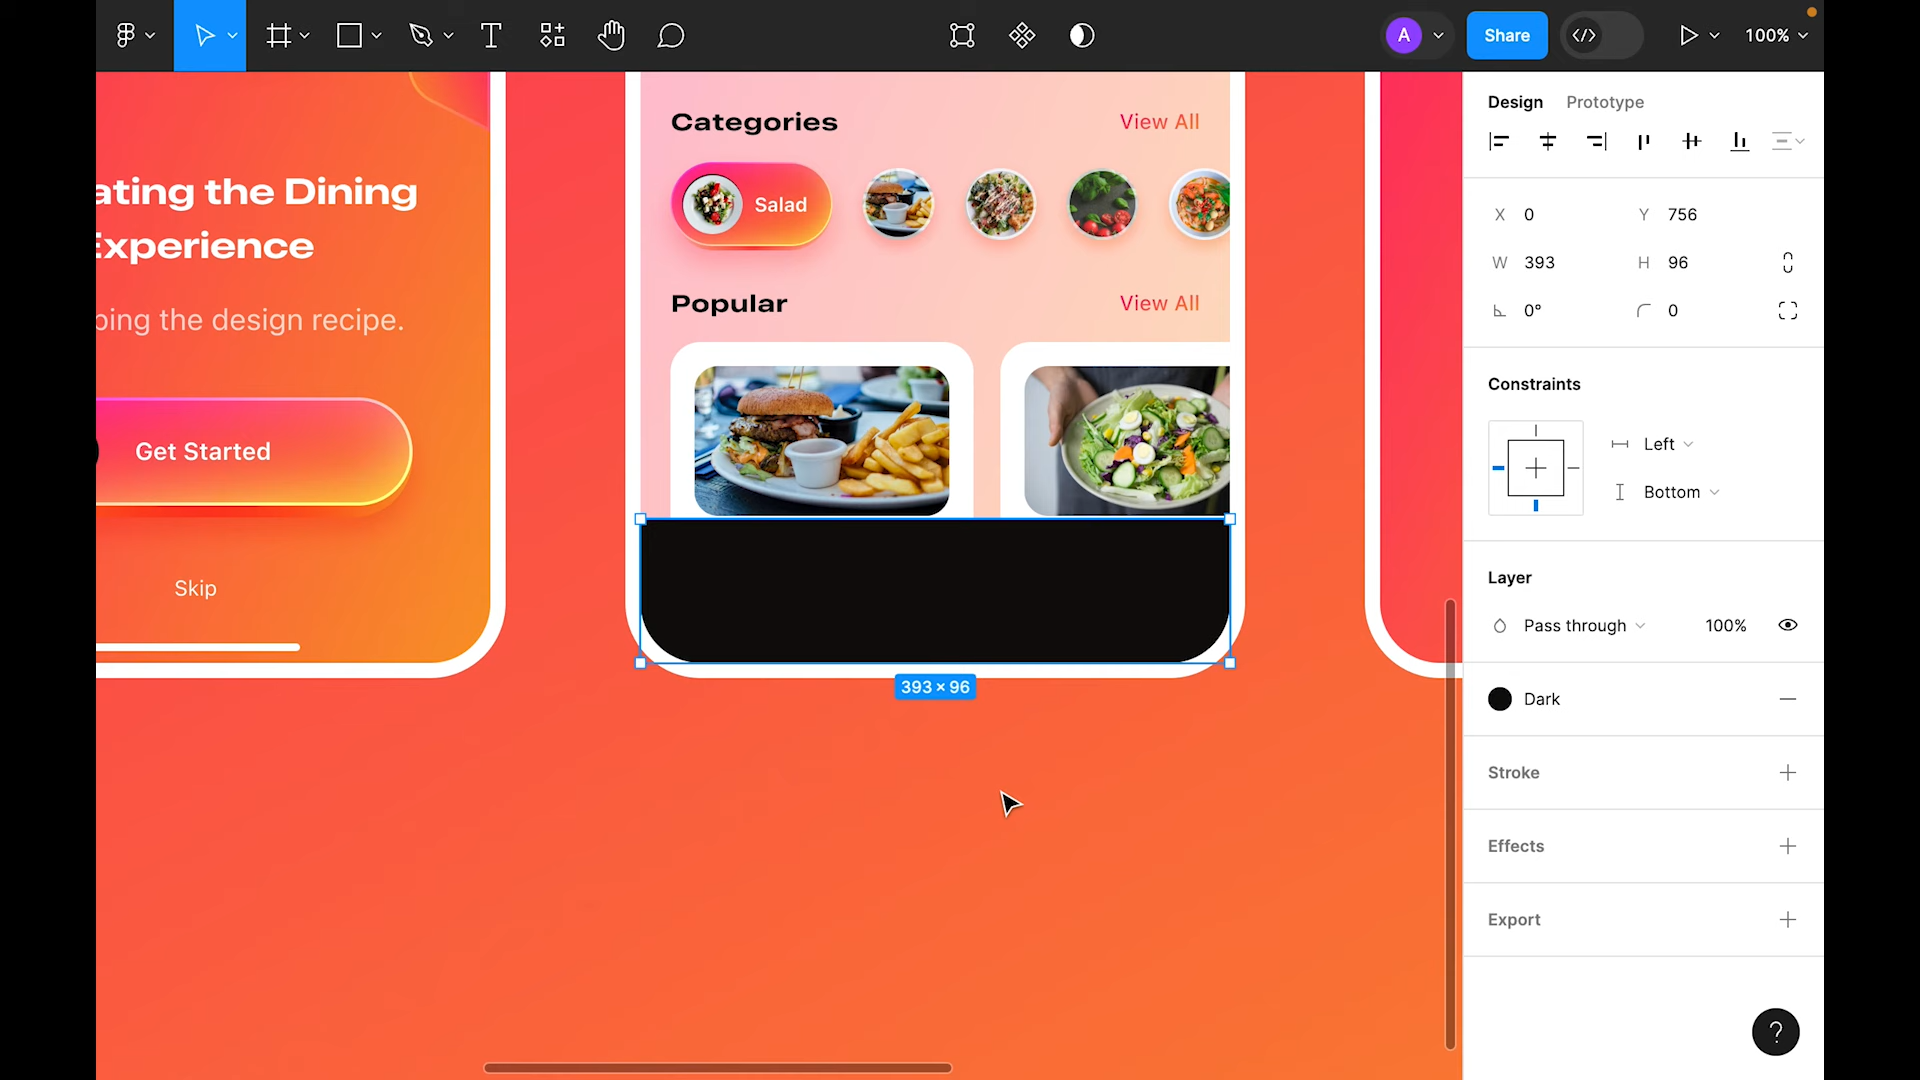 A
Share
100%
Design
Prototype
X 0
Y 756
W 393
H 96
0°
0
Constraints
Left
Bottom
Layer
Pass through
100%
Dark
Stroke
Effects
Export
?
ating the Dining
Experience
ping the design recipe.
Get Started
Skip
Categories
View All
Salad
Popular
View All
393 × 96